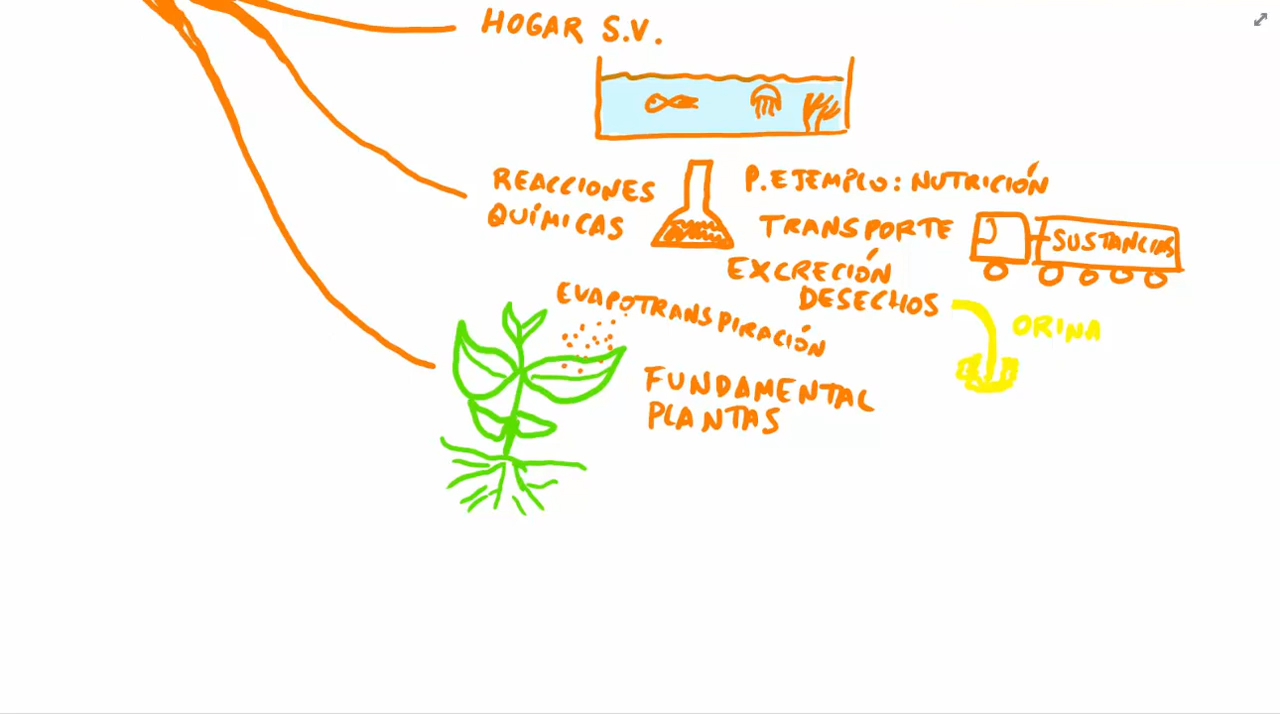 HOGAR S.V.
REACCIONES
QUÍMICAS
P. EJEMPLO: NUTRICIÓN
TRANSPORTE
SUSTANCIAS
EXCRECIÓN
DESECHOS
ORINA
EVAPOTRANSPIRACIÓN
FUNDAMENTAL
PLANTAS